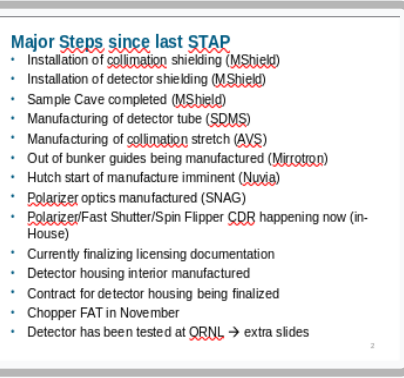 Major Steps since last STAP
• Installation of collimation shielding (MShield)
• Installation of detector shielding (MShield)
• Sample Cave completed (MShield)
• Manufacturing of detector tube (SDMS)
• Manufacturing of collimation stretch (AVS)
• Out of bunker guides being manufactured (Mirrotron)
• Hutch start of manufacture imminent (Nuvia)
• Polarizer optics manufactured (SNAG)
• Polarizer/Fast Shutter/Spin Flipper CDR happening now (in-
House)
• Currently finalizing licensing documentation
• Detector housing interior manufactured
• Contract for detector housing being finalized
• Chopper FAT in November
• Detector has been tested at ORNL → extra slides
2